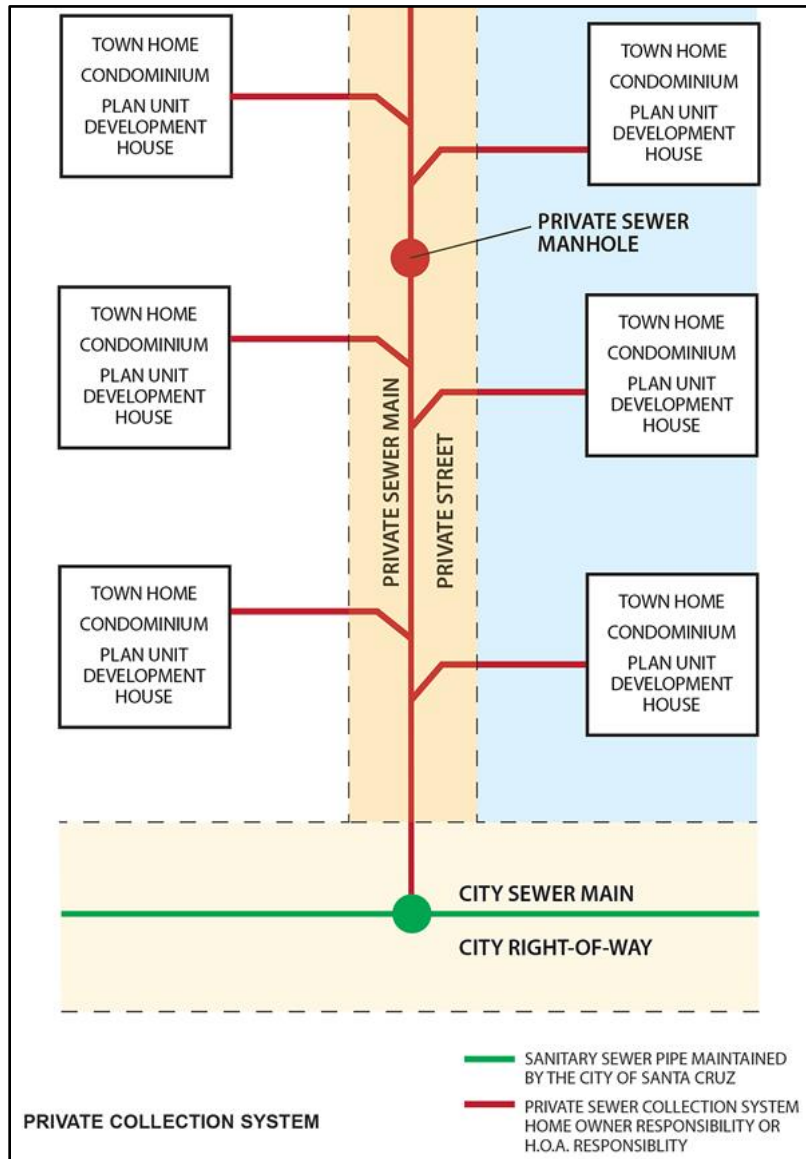 TOWN HOME
CONDOMINIUM
PLAN UNIT
DEVELOPMENT
HOUSE
TOWN HOME
CONDOMINIUM
PLAN UNIT
DEVELOPMENT
HOUSE
PRIVATE SEWER
MANHOLE
TOWN HOME
CONDOMINIUM
PLAN UNIT
DEVELOPMENT
HOUSE
TOWN HOME
CONDOMINIUM
PLAN UNIT
DEVELOPMENT
HOUSE
PRIVATE SEWER MAIN
PRIVATE STREET
TOWN HOME
CONDOMINIUM
PLAN UNIT
DEVELOPMENT
HOUSE
TOWN HOME
CONDOMINIUM
PLAN UNIT
DEVELOPMENT
HOUSE
CITY SEWER MAIN
CITY RIGHT-OF-WAY
SANITARY SEWER PIPE MAINTAINED
BY THE CITY OF SANTA CRUZ
PRIVATE SEWER COLLECTION SYSTEM
HOME OWNER RESPONSIBILITY OR
H.O.A. RESPONSIBLITY
PRIVATE COLLECTION SYSTEM